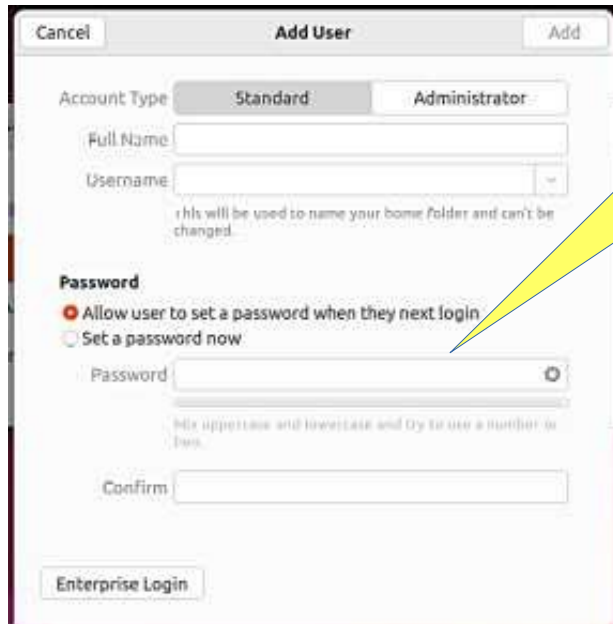 Cancel Add User Add
Account Type Standard Administrator
Full Name
Username
This will be used to name your home folder and can't be
changed.
Password
Allow user to set a password when they next login
Set a password now
Password
Mix uppercase and lowercase and try to use a number or
two.
Confirm
Enterprise Login